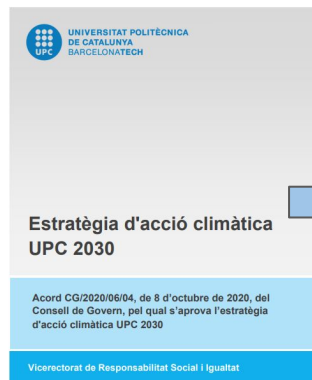 UNIVERSITAT POLITÈCNICA
DE CATALUNYA
BARCELONATECH
UPC
Estratègia d'acció climàtica
UPC 2030
Acord CG/2020/06/04, de 8 d'octubre de 2020, del
Consell de Govern, pel qual s'aprova l'estratègia
d'acció climàtica UPC 2030
Vicerectorat de Responsabilitat Social i Igualtat